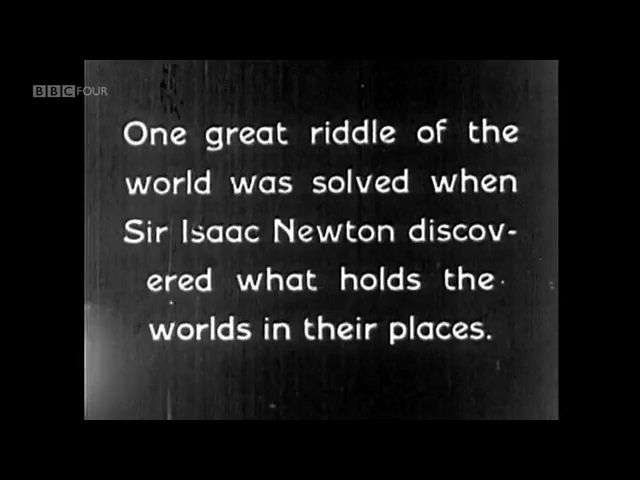 BBC FOUR
One great riddle of the
world was solved when
Sir Isaac Newton discov-
ered what holds the
worlds in their places.